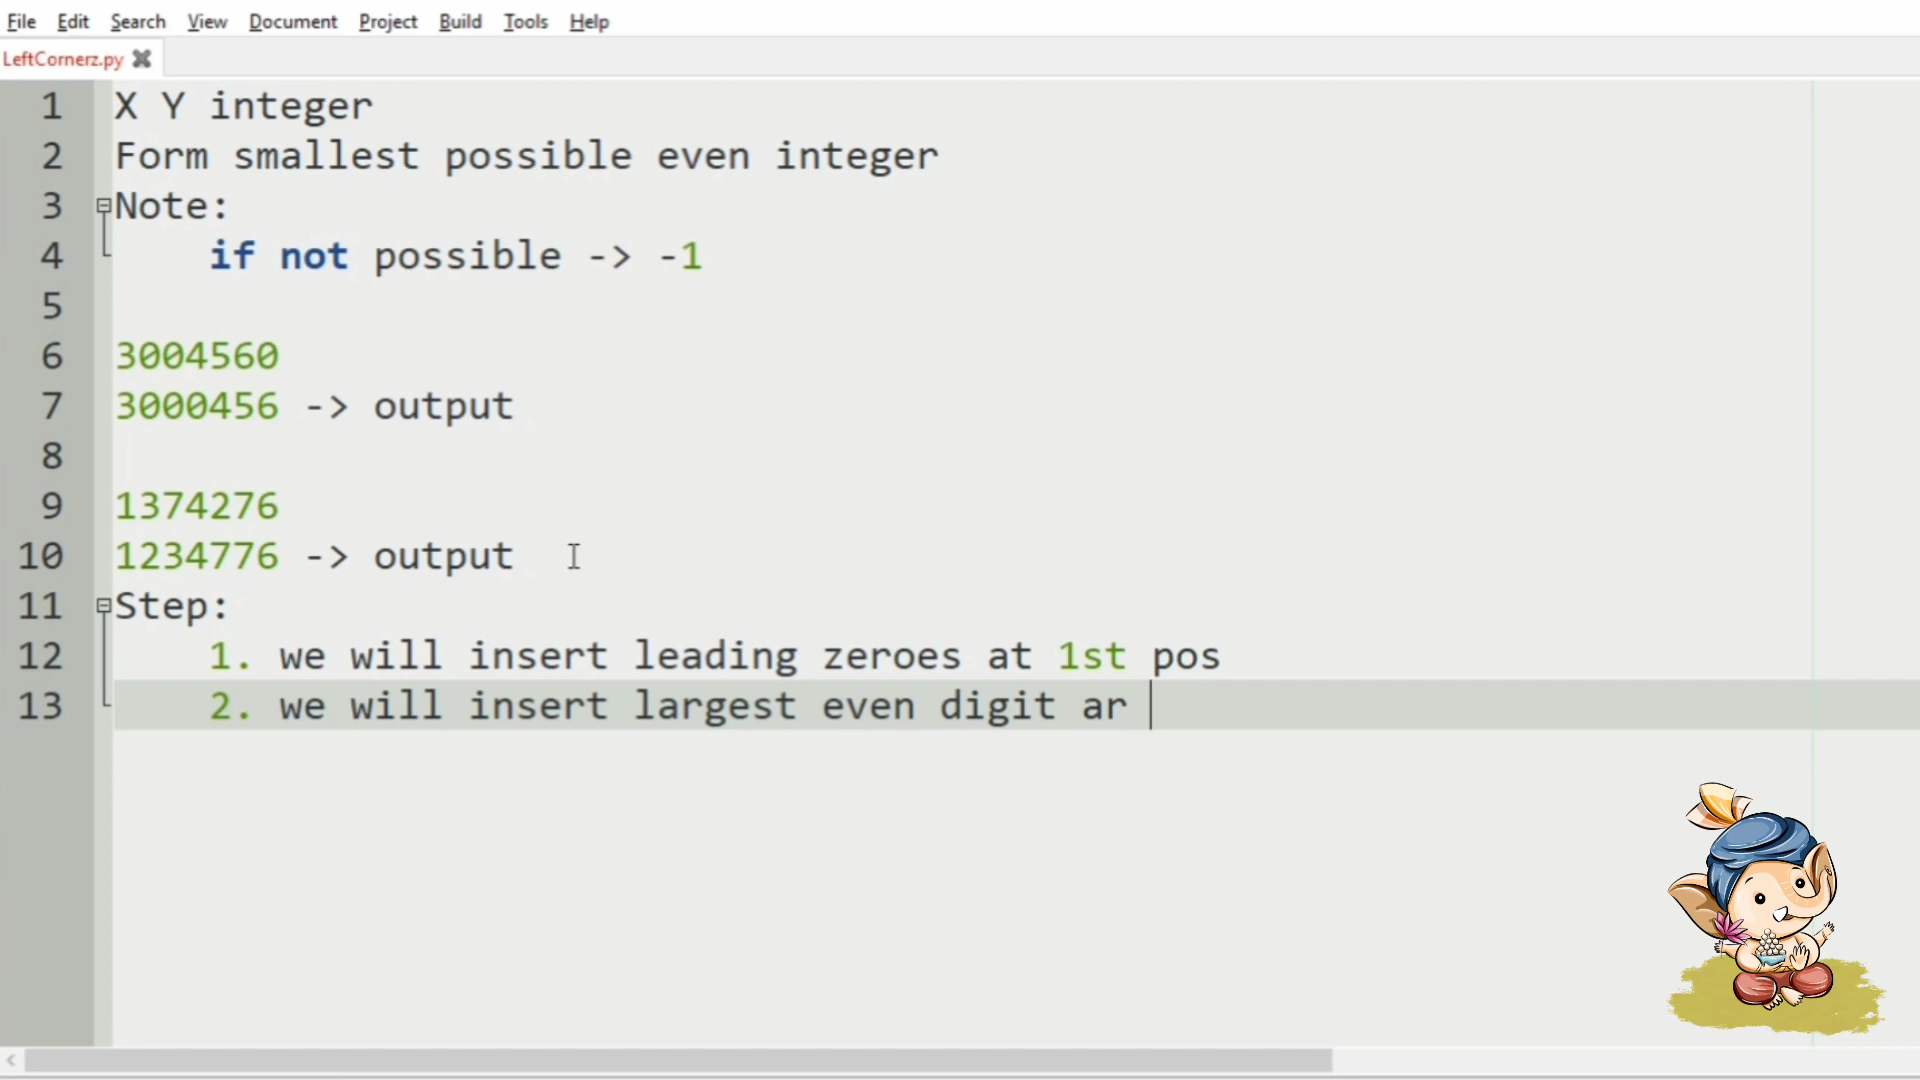 File Edit Search View Document Project Build Tools Help
LeftCornerz.py
1 X Y integer
2 Form smallest possible even integer
3 Note:
4 if not possible -> -1
5
6 3004560
7 3000456 -> output
8
9 1374276
10 1234776 -> output
11 Step:
12 1. we will insert leading zeroes at 1st pos
13 2. we will insert largest even digit ar